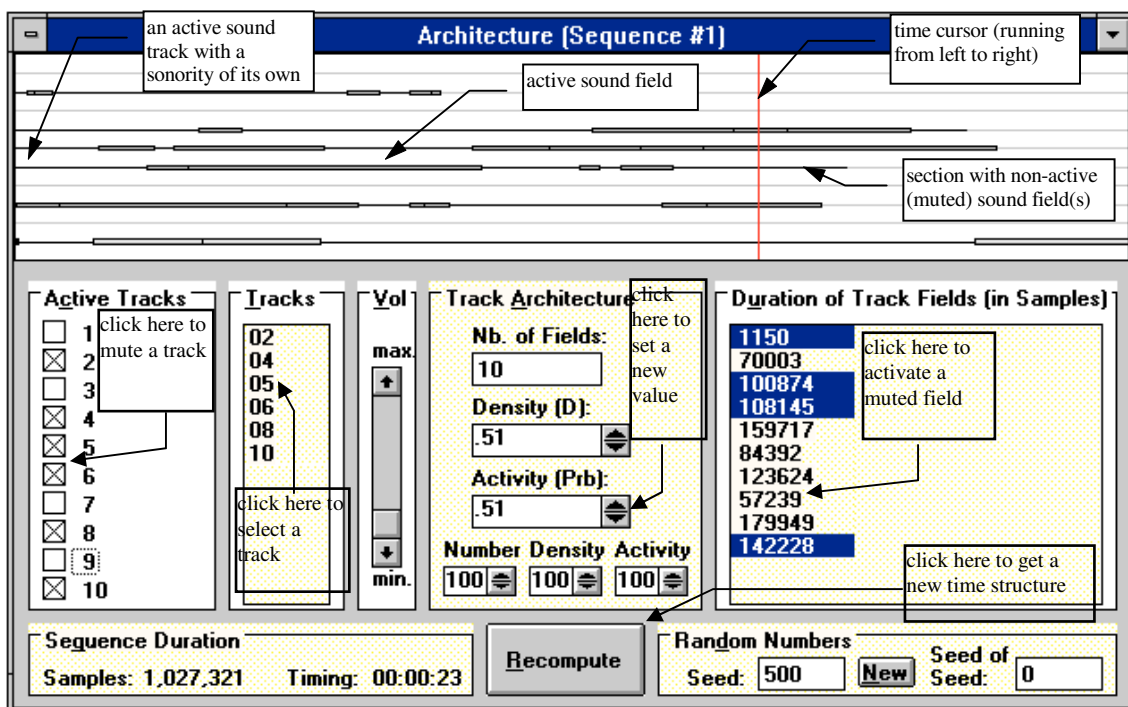 Architecture (Sequence #1)
an active sound
track with a
sonority of its own
active sound field
time cursor (running
from left to right)
section with non-active
(muted) sound field(s)
Active Tracks
1
2
3
4
5
6
7
8
9
10
click here to
mute a track
Tracks
02
04
05
06
08
10
click here to
select a
track
Vol
max.
min.
Track Architecture
Nb. of Fields:
10
Density (D):
.51
Activity (Prb):
.51
Number Density Activity
100 100 100
click
here to
set a
new
value
Duration of Track Fields (in Samples)
1150
70003
100874
108145
159717
84392
123624
57239
179949
142228
click here to
activate a
muted field
click here to get a
new time structure
Sequence Duration
Samples: 1,027,321 Timing: 00:00:23
Recompute
Random Numbers
Seed: 500 New Seed of
Seed: 0